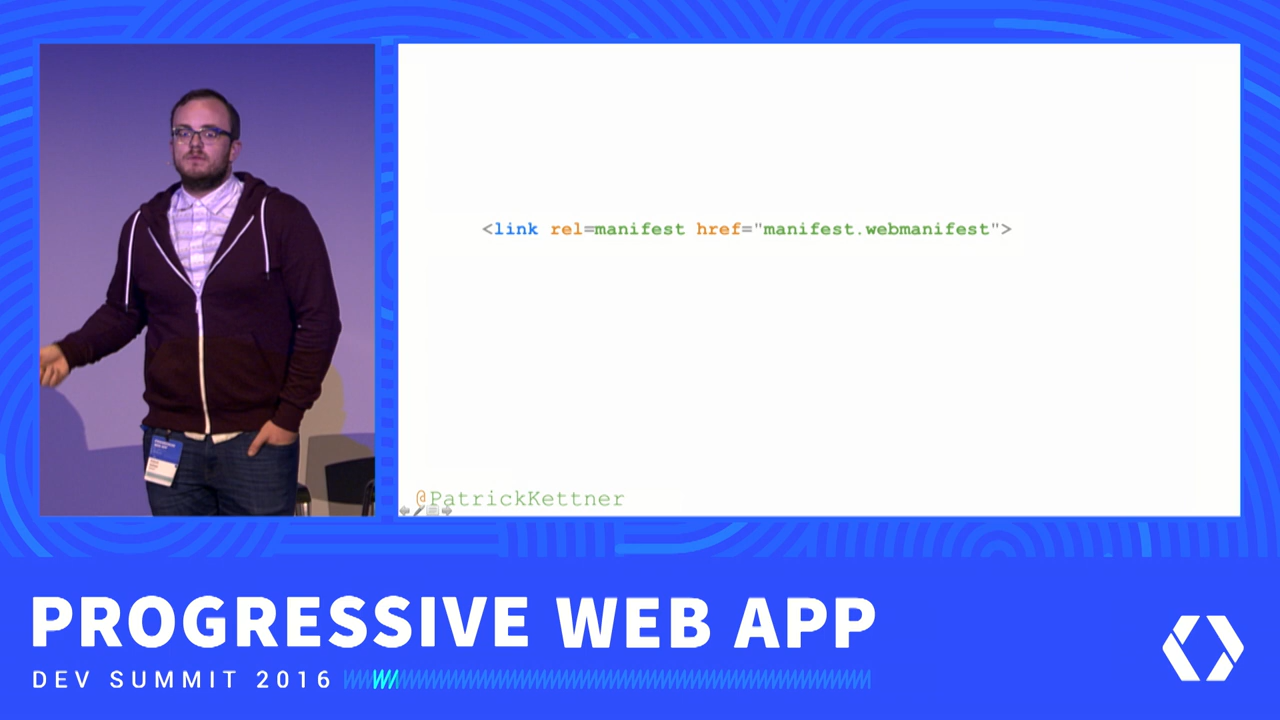 <link rel=manifest href="manifest.webmanifest">
@PatrickKettner
PROGRESSIVE WEB APP
DEV SUMMIT 2016